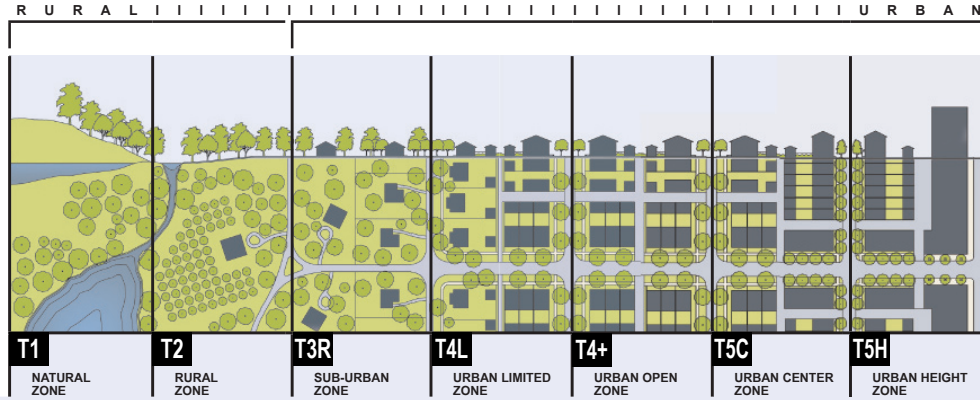 R U R A L I I I I I I I I I I I I I I I I I I I I I I I I I I I U R B A N
T1
NATURAL
ZONE
T2
RURAL
ZONE
T3R
SUB-URBAN
ZONE
T4L
URBAN LIMITED
ZONE
T4+
URBAN OPEN
ZONE
T5C
URBAN CENTER
ZONE
T5H
URBAN HEIGHT
ZONE